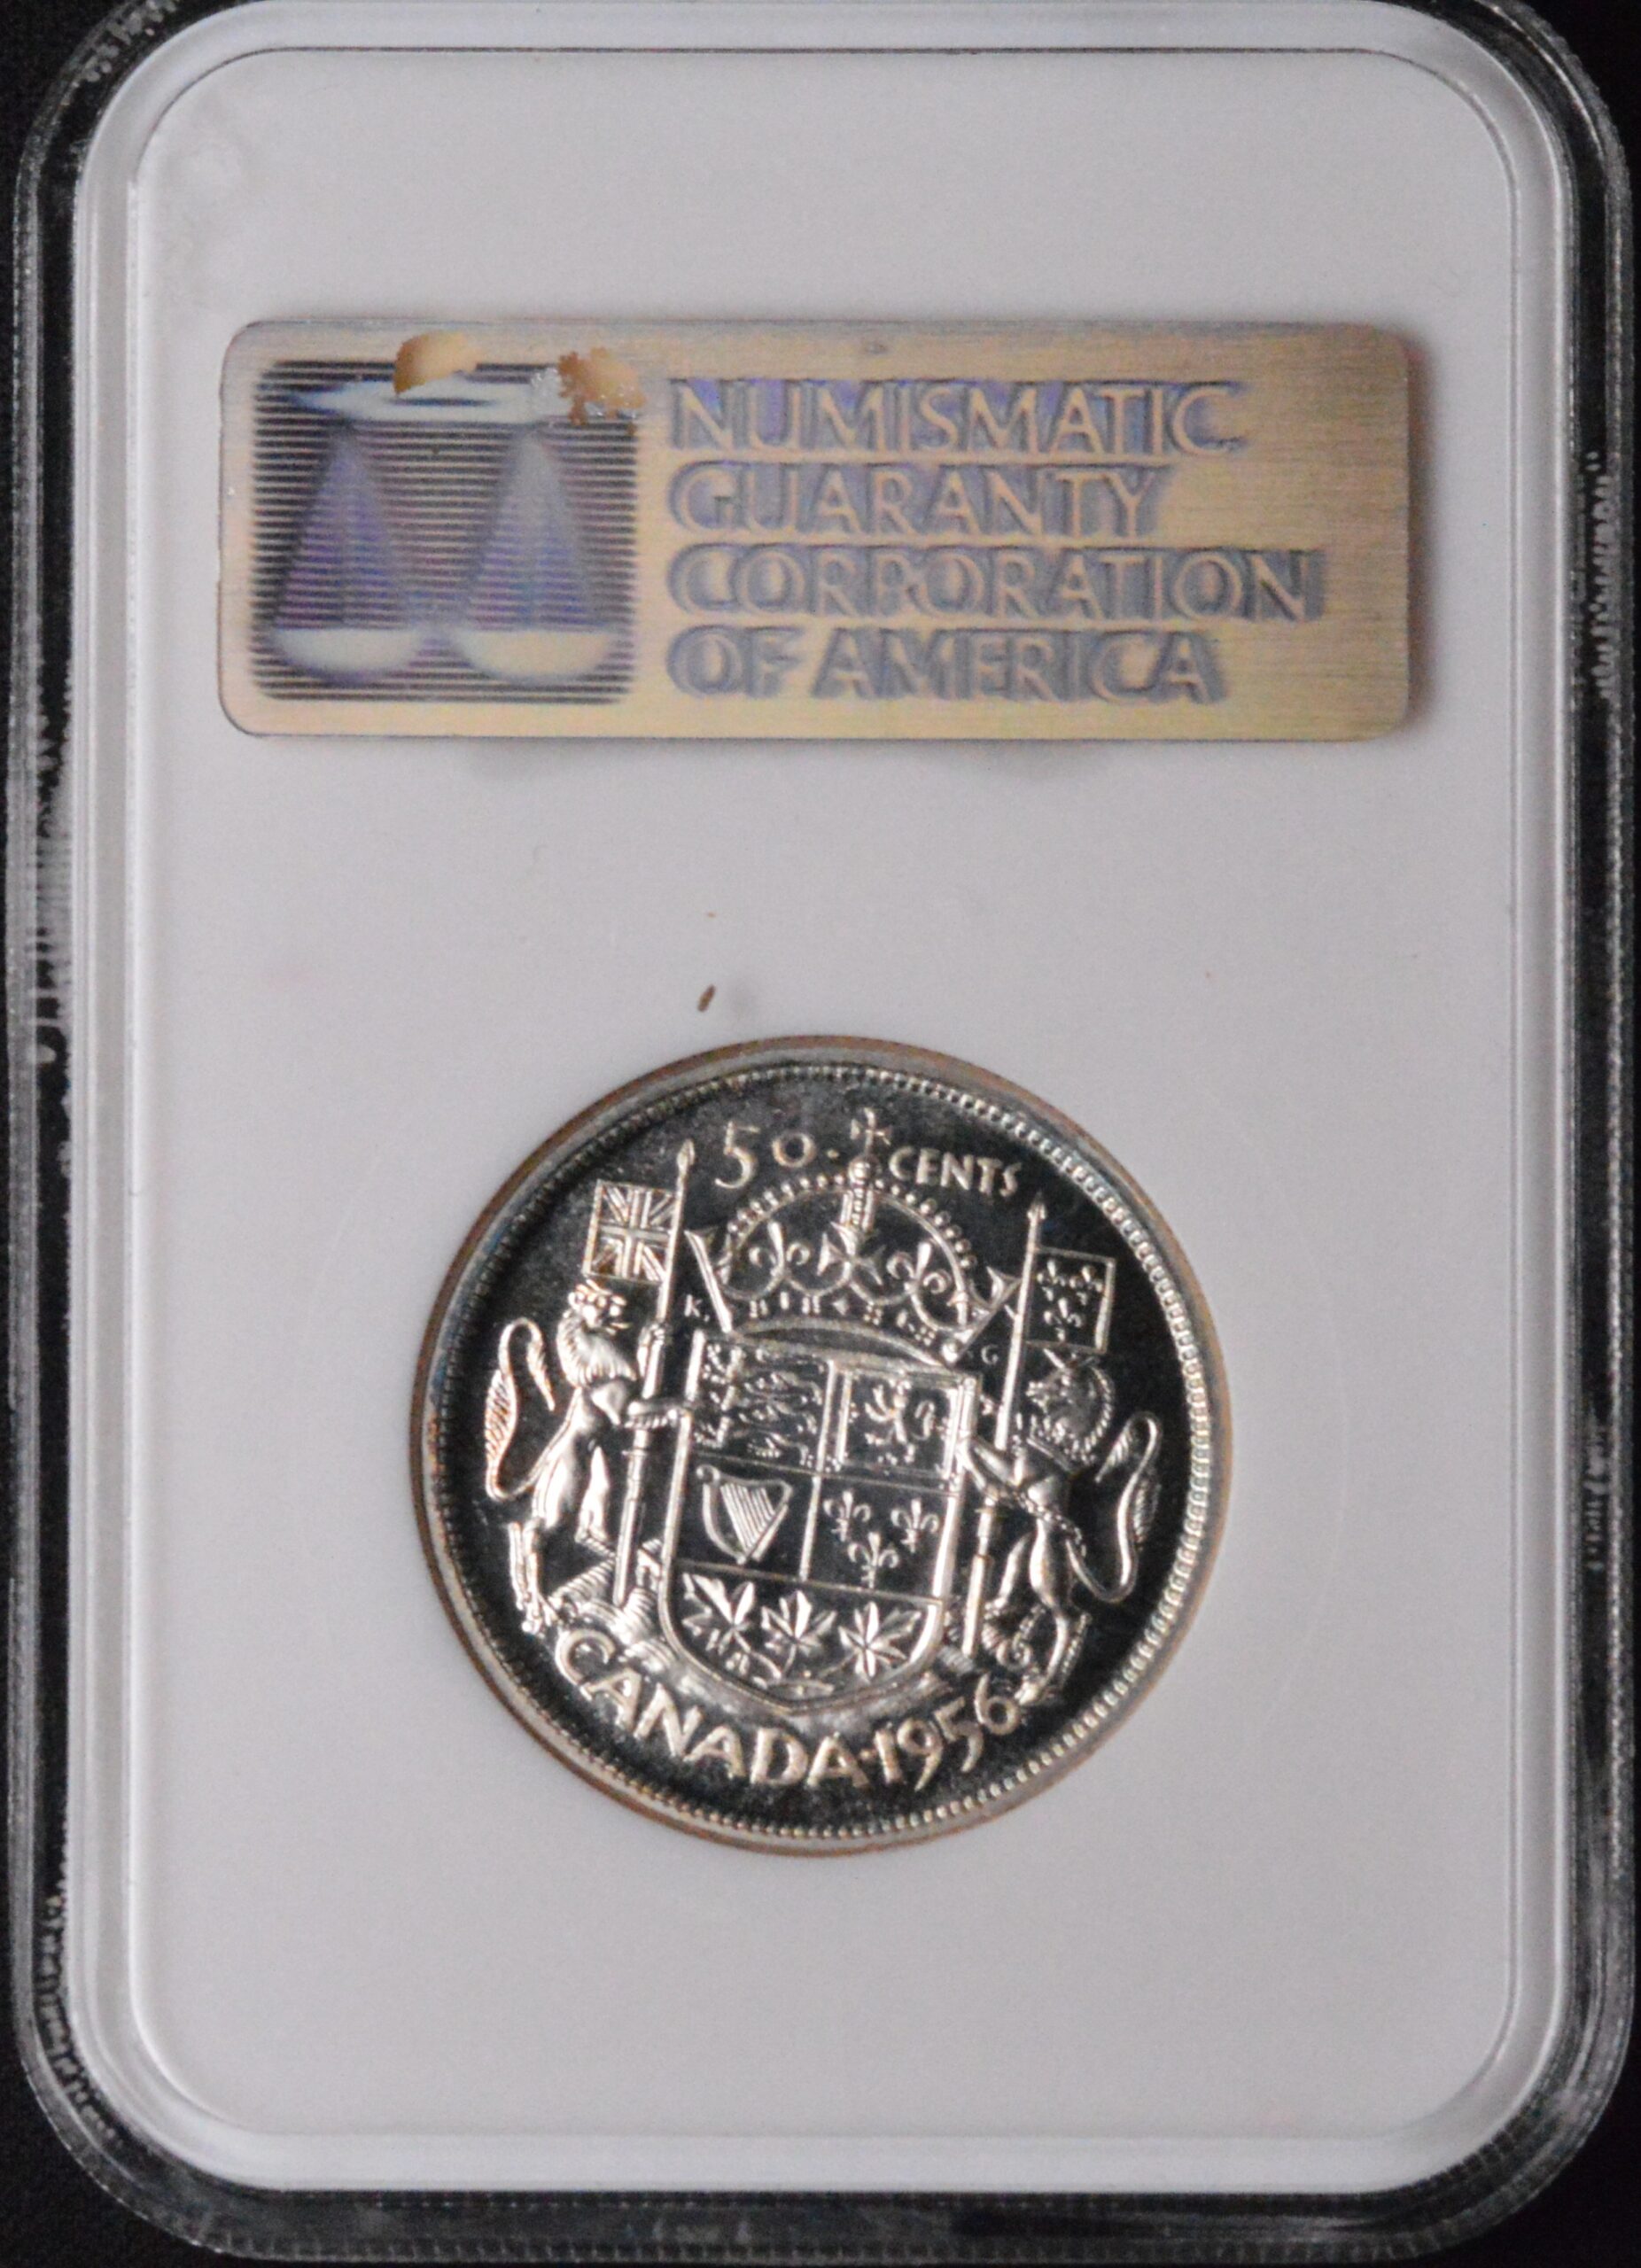 NUMISMATIC
GUARANTY
CORPORATION
OF AMERICA
50 · CENTS
K.
G
CANADA·1956